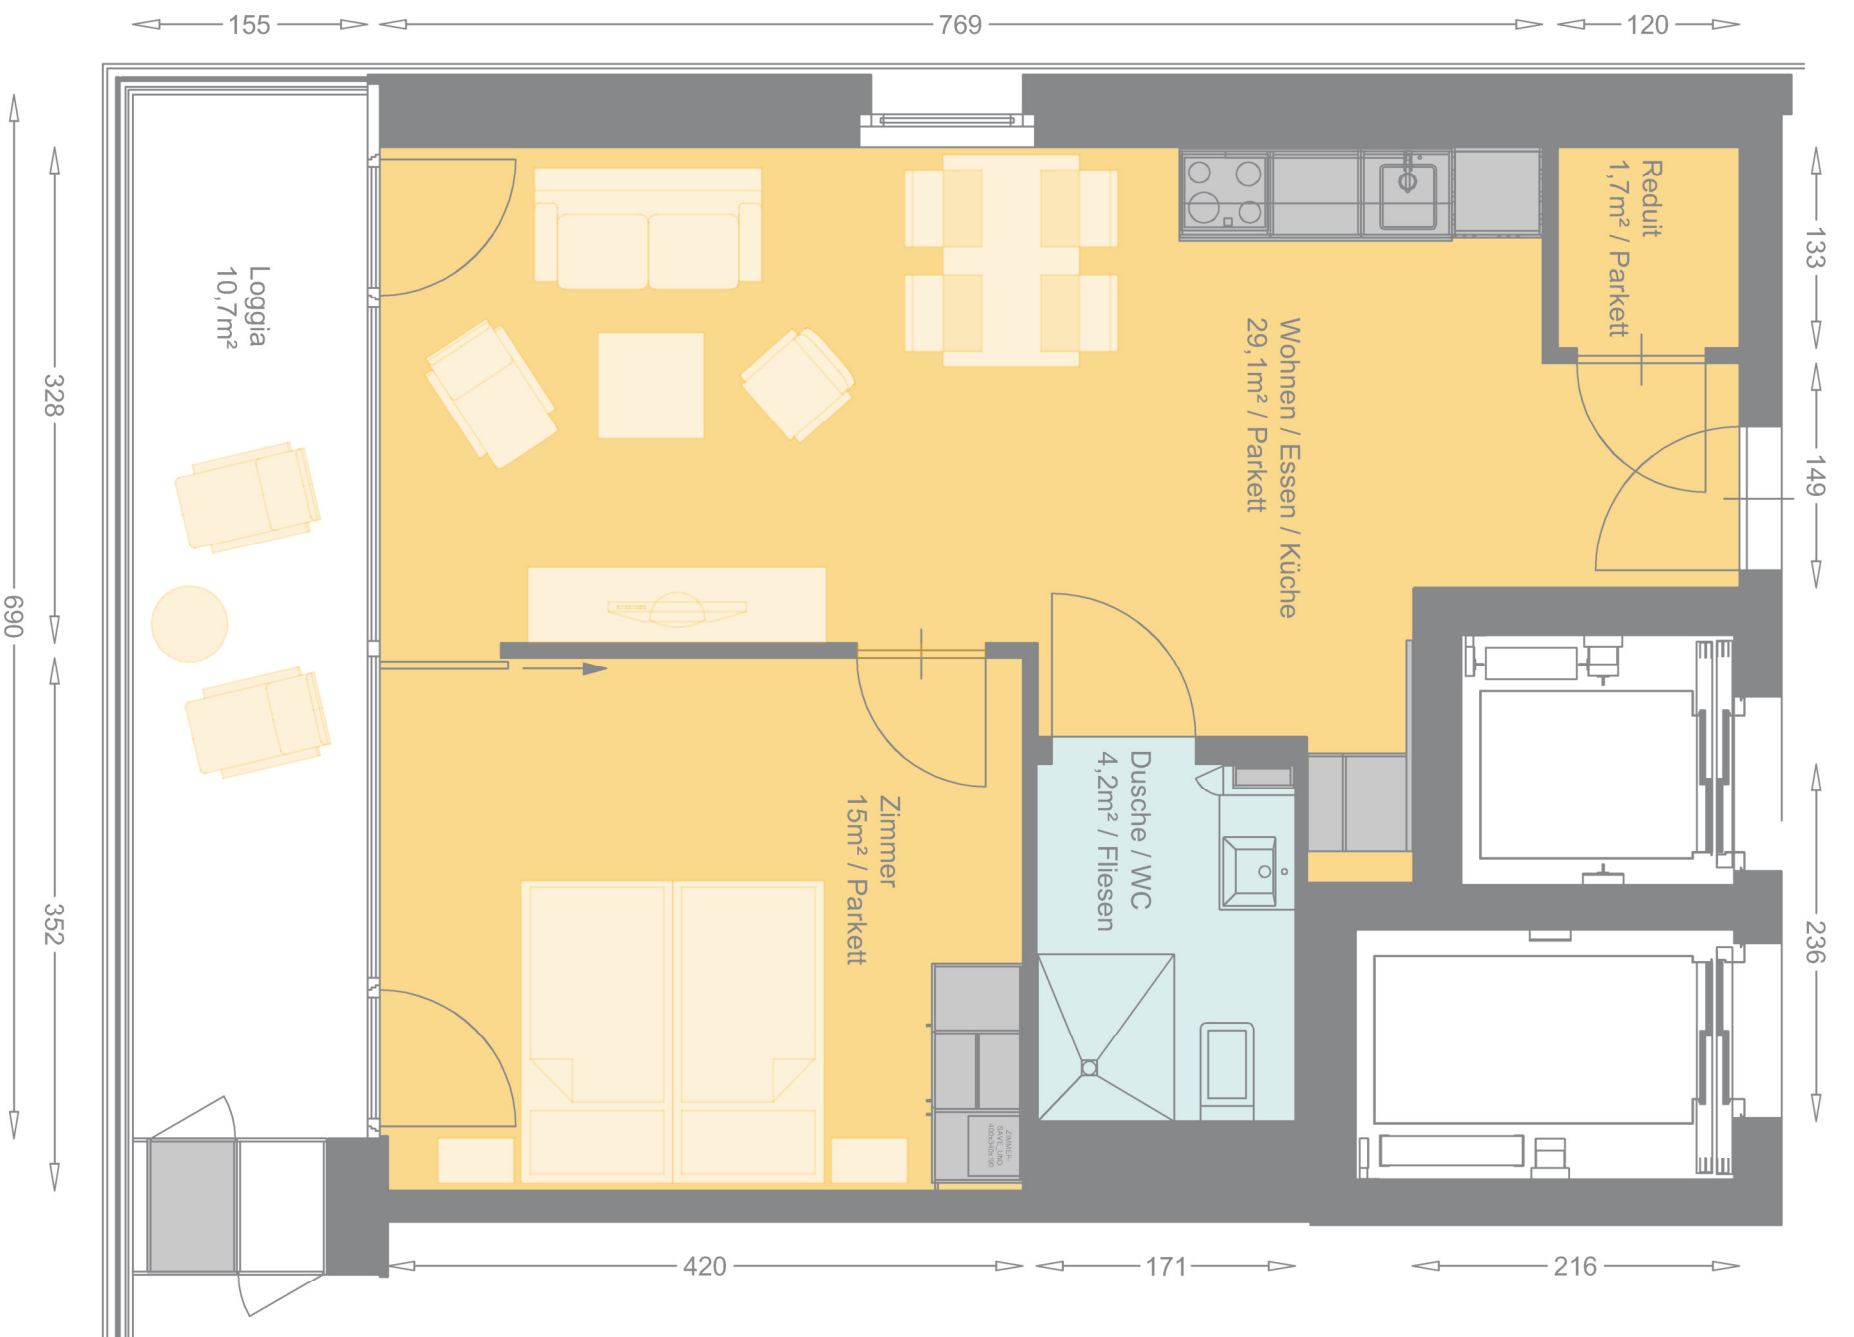 155
769
120
Reduit
1,7m² / Parkett
133
Loggia
10,7m²
Wohnen / Essen / Küche
29,1m² / Parkett
328
149
690
Dusche / WC
4,2m² / Fliesen
Zimmer
15m² / Parkett
352
236
ZIMMER-
420
171
216